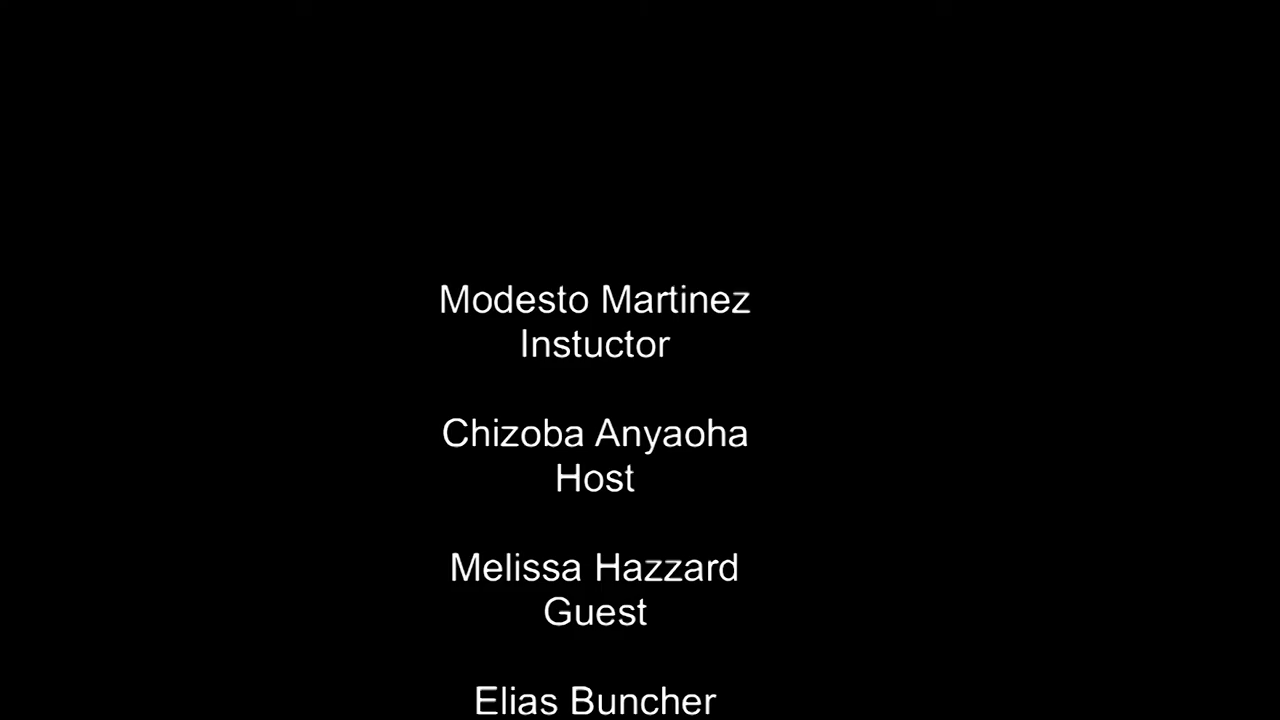 Modesto Martinez
Instuctor
Chizoba Anyaoha
Host
Melissa Hazzard
Guest
Elias Buncher